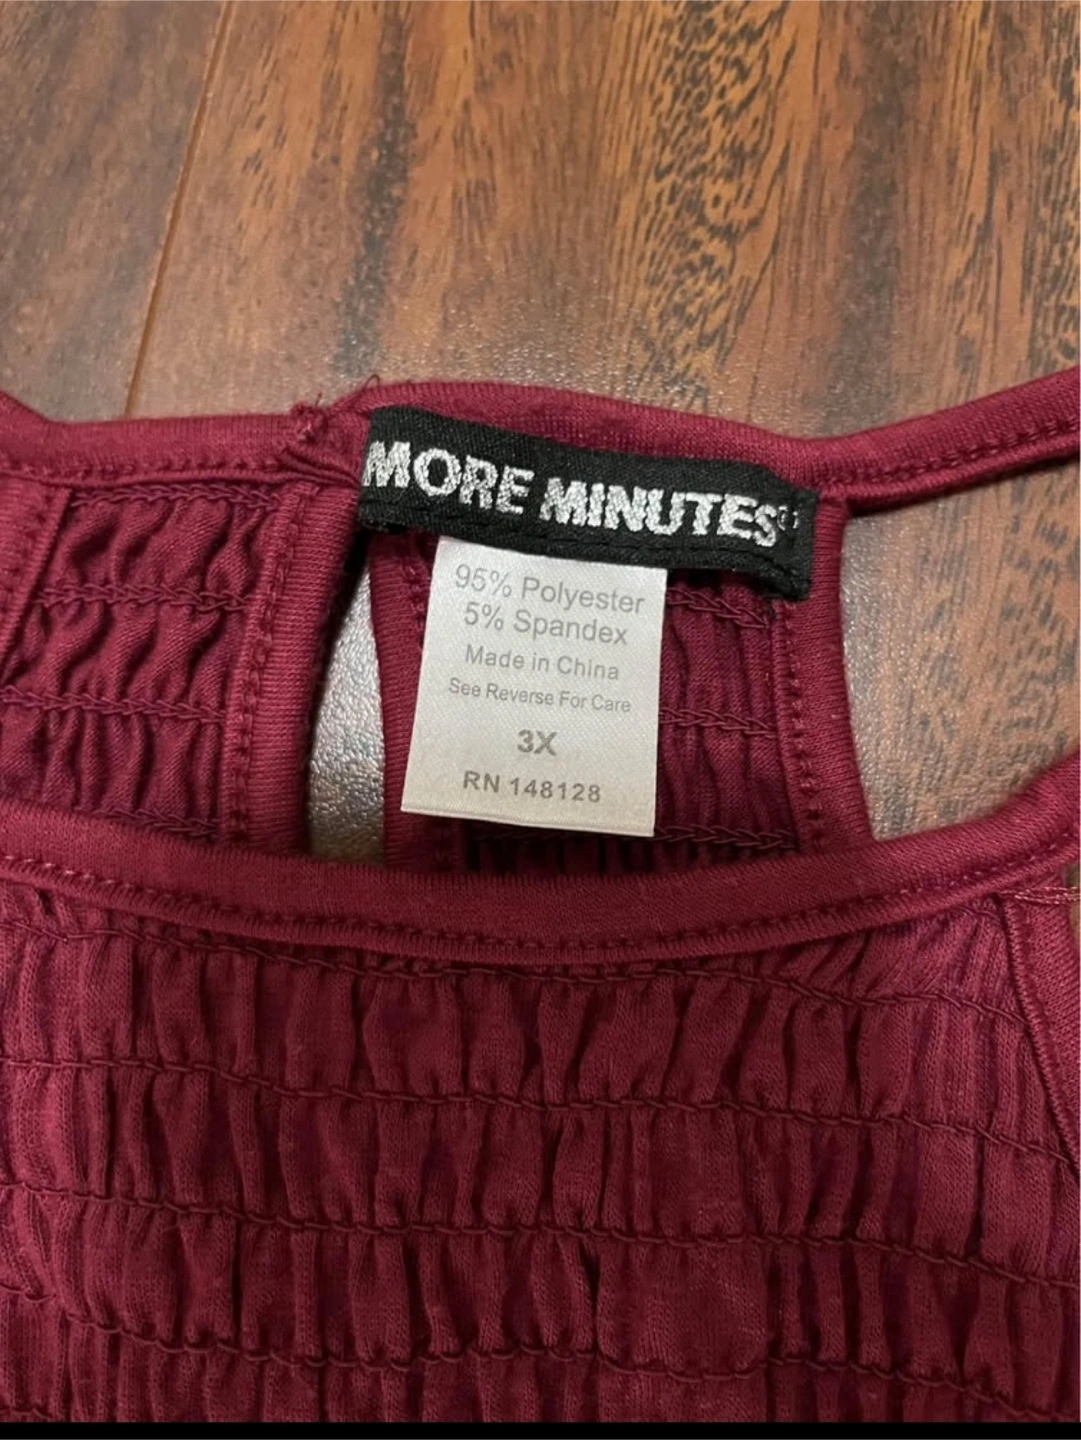 MORE MINUTES
95% Polyester
5% Spandex
Made in China
See Reverse For Care
3X
RN 148128